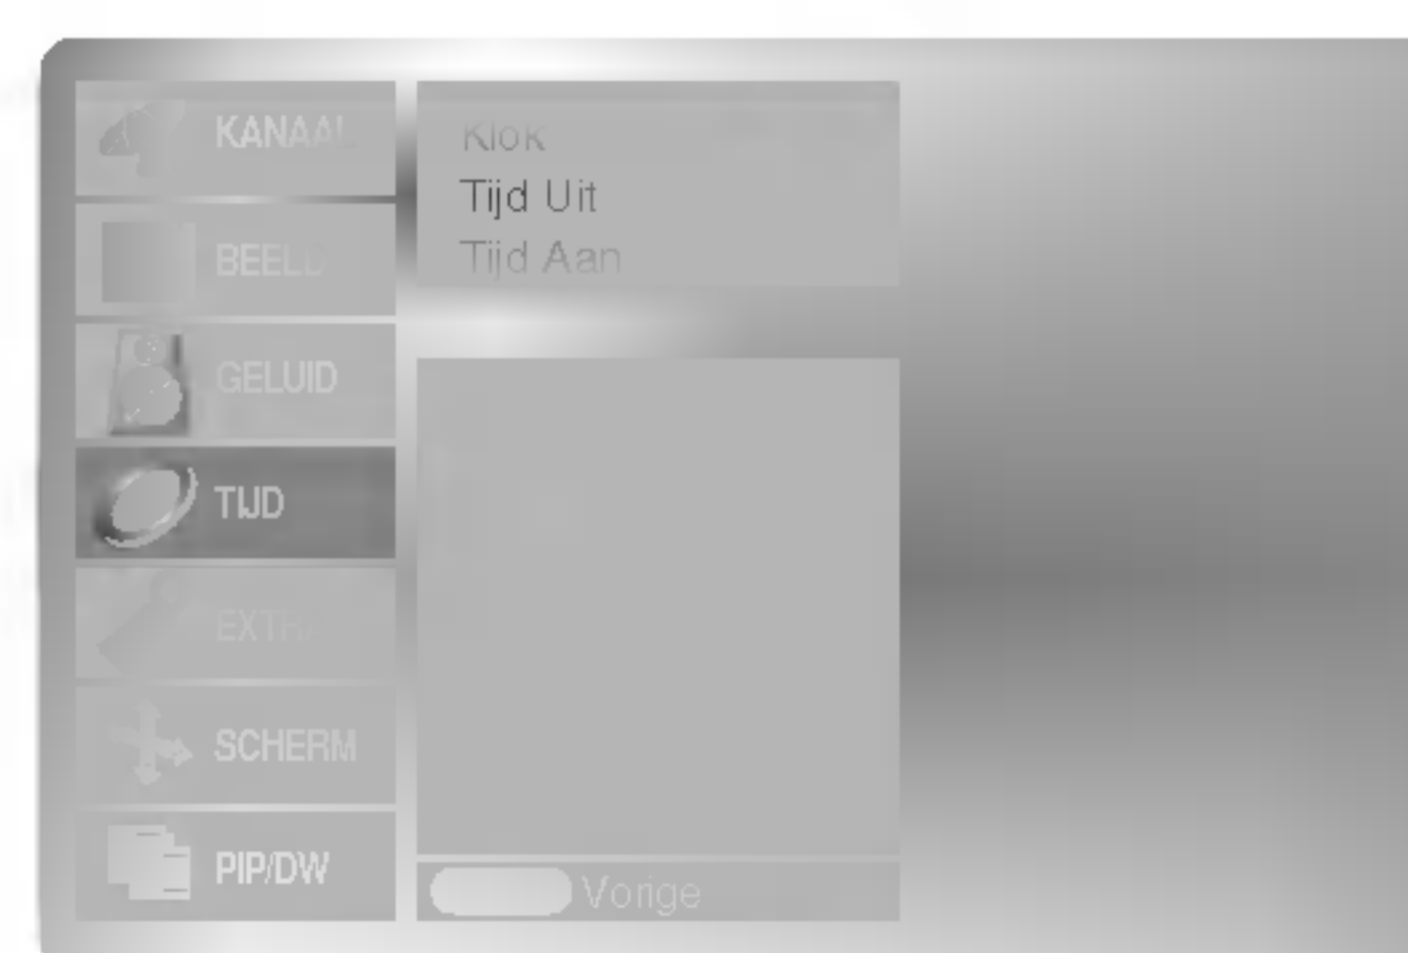 KANAAL
BEELD
GELUID
TIJD
EXTRA
SCHERM
PIP/DW
Klok
Tijd Uit
Tijd Aan
Vorige